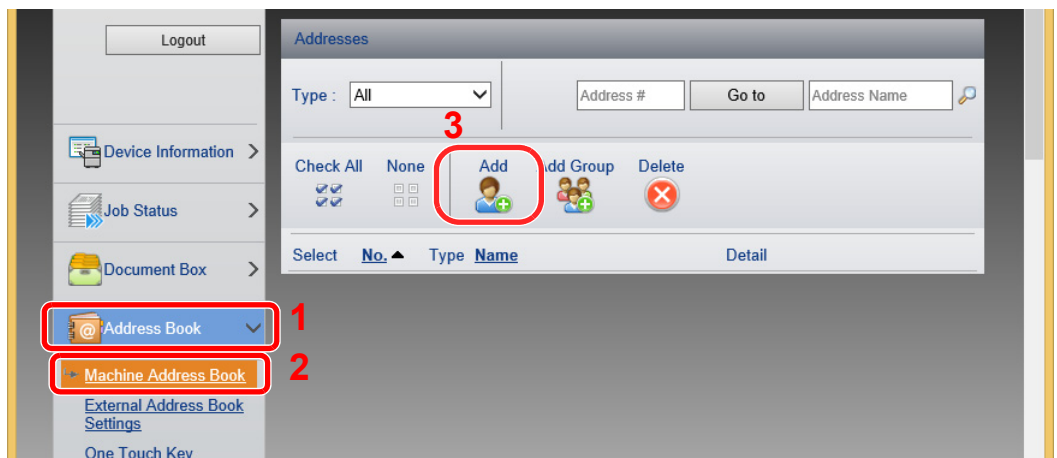 Logout
Addresses
Type :
All
Address #
Go to
Address Name
3
Device Information
Check All
None
Add
Add Group
Delete
Job Status
Select
No.
Type
Name
Detail
Document Box
Address Book
1
Machine Address Book
2
External Address Book
Settings
One Touch Key